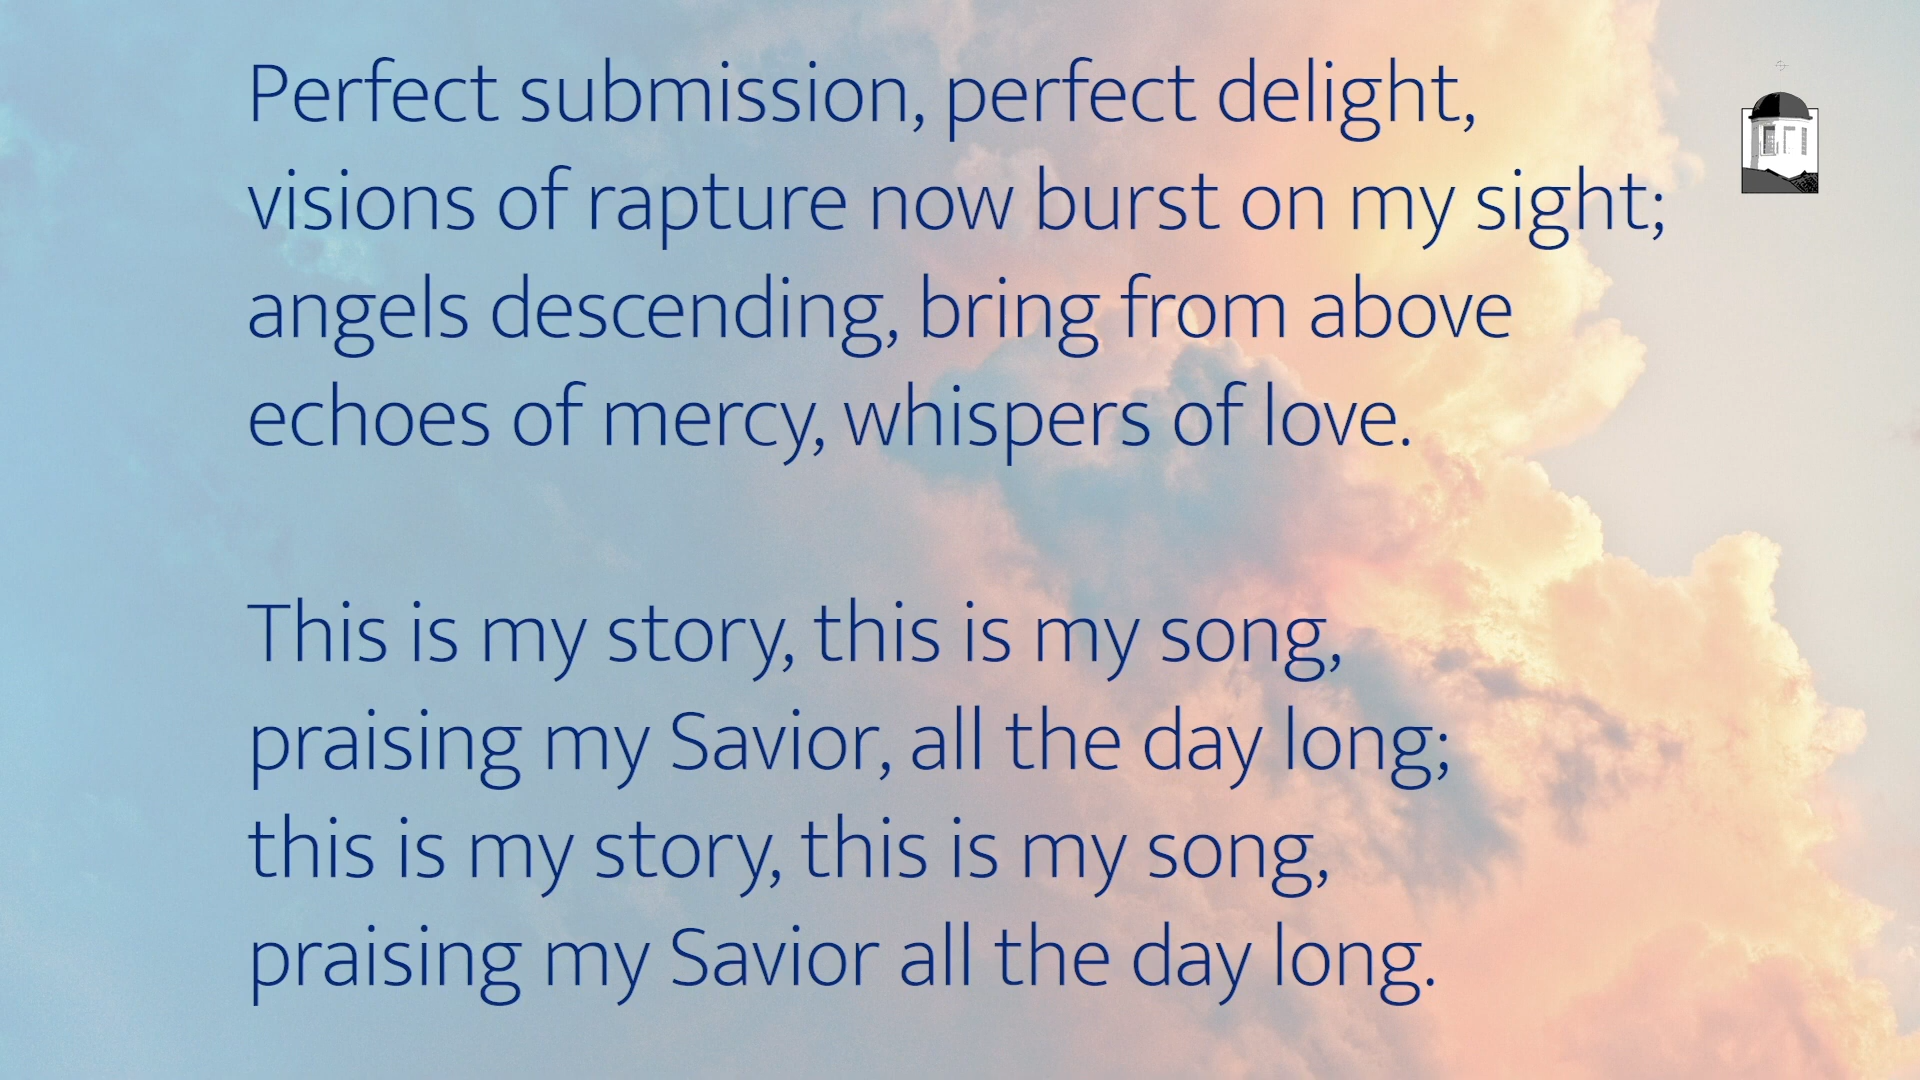 Perfect submission, perfect delight,
visions of rapture now burst on my sight;
angels descending, bring from above
echoes of mercy, whispers of love.
This is my story, this is my song,
praising my Savior, all the day long;
this is my story, this is my song,
praising my Savior all the day long.